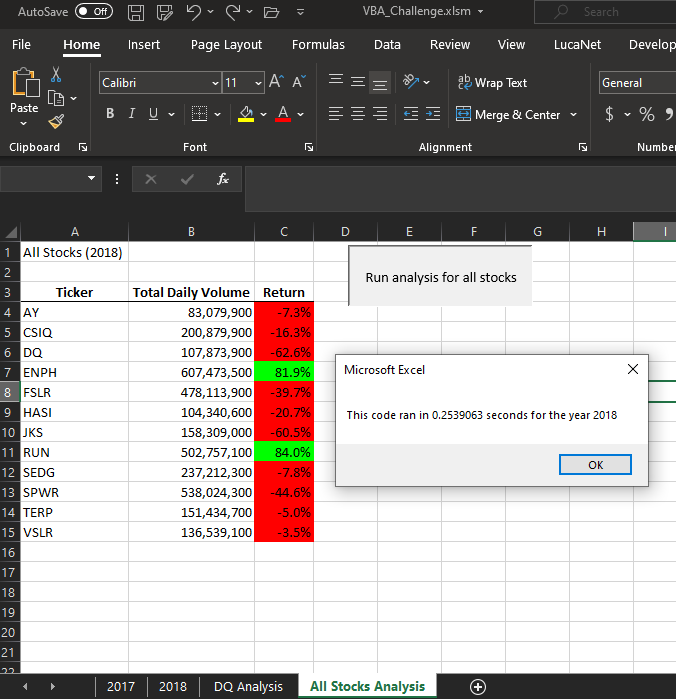 AutoSave Off VBA_Challenge.xlsm Search
File Home Insert Page Layout Formulas Data Review View LucaNet Develop
Paste Calibri 11 A A ab Wrap Text General
B I U A Merge & Center $ % 9
Clipboard Font Alignment Number
fx
A B C D E F G H I
1 All Stocks (2018) Run analysis for all stocks
2
3 Ticker Total Daily Volume Return
4 AY 83,079,900 -7.3%
5 CSIQ 200,879,900 -16.3%
6 DQ 107,873,900 -62.6%
7 ENPH 607,473,500 81.9%
8 FSLR 478,113,900 -39.7%
9 HASI 104,340,600 -20.7%
10 JKS 158,309,000 -60.5%
11 RUN 502,757,100 84.0%
12 SEDG 237,212,300 -7.8%
13 SPWR 538,024,300 -44.6%
14 TERP 151,434,700 -5.0%
15 VSLR 136,539,100 -3.5%
Microsoft Excel
This code ran in 0.2539063 seconds for the year 2018
OK
16
17
18
19
20
21
22
2017 2018 DQ Analysis All Stocks Analysis